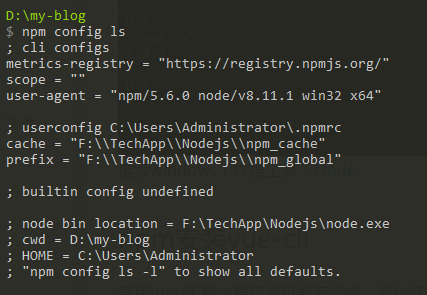 D:\my-blog
$ npm config ls
; cli configs
metrics-registry = "https://registry.npmjs.org/"
scope = ""
user-agent = "npm/5.6.0 node/v8.11.1 win32 x64"
; userconfig C:\Users\Administrator\.npmrc
cache = "F:\\TechApp\\Nodejs\\npm_cache"
prefix = "F:\\TechApp\\Nodejs\\npm_global"
; builtin config undefined
; node bin location = F:\TechApp\Nodejs\node.exe
; cwd = D:\my-blog
; HOME = C:\Users\Administrator
; "npm config ls -l" to show all defaults.